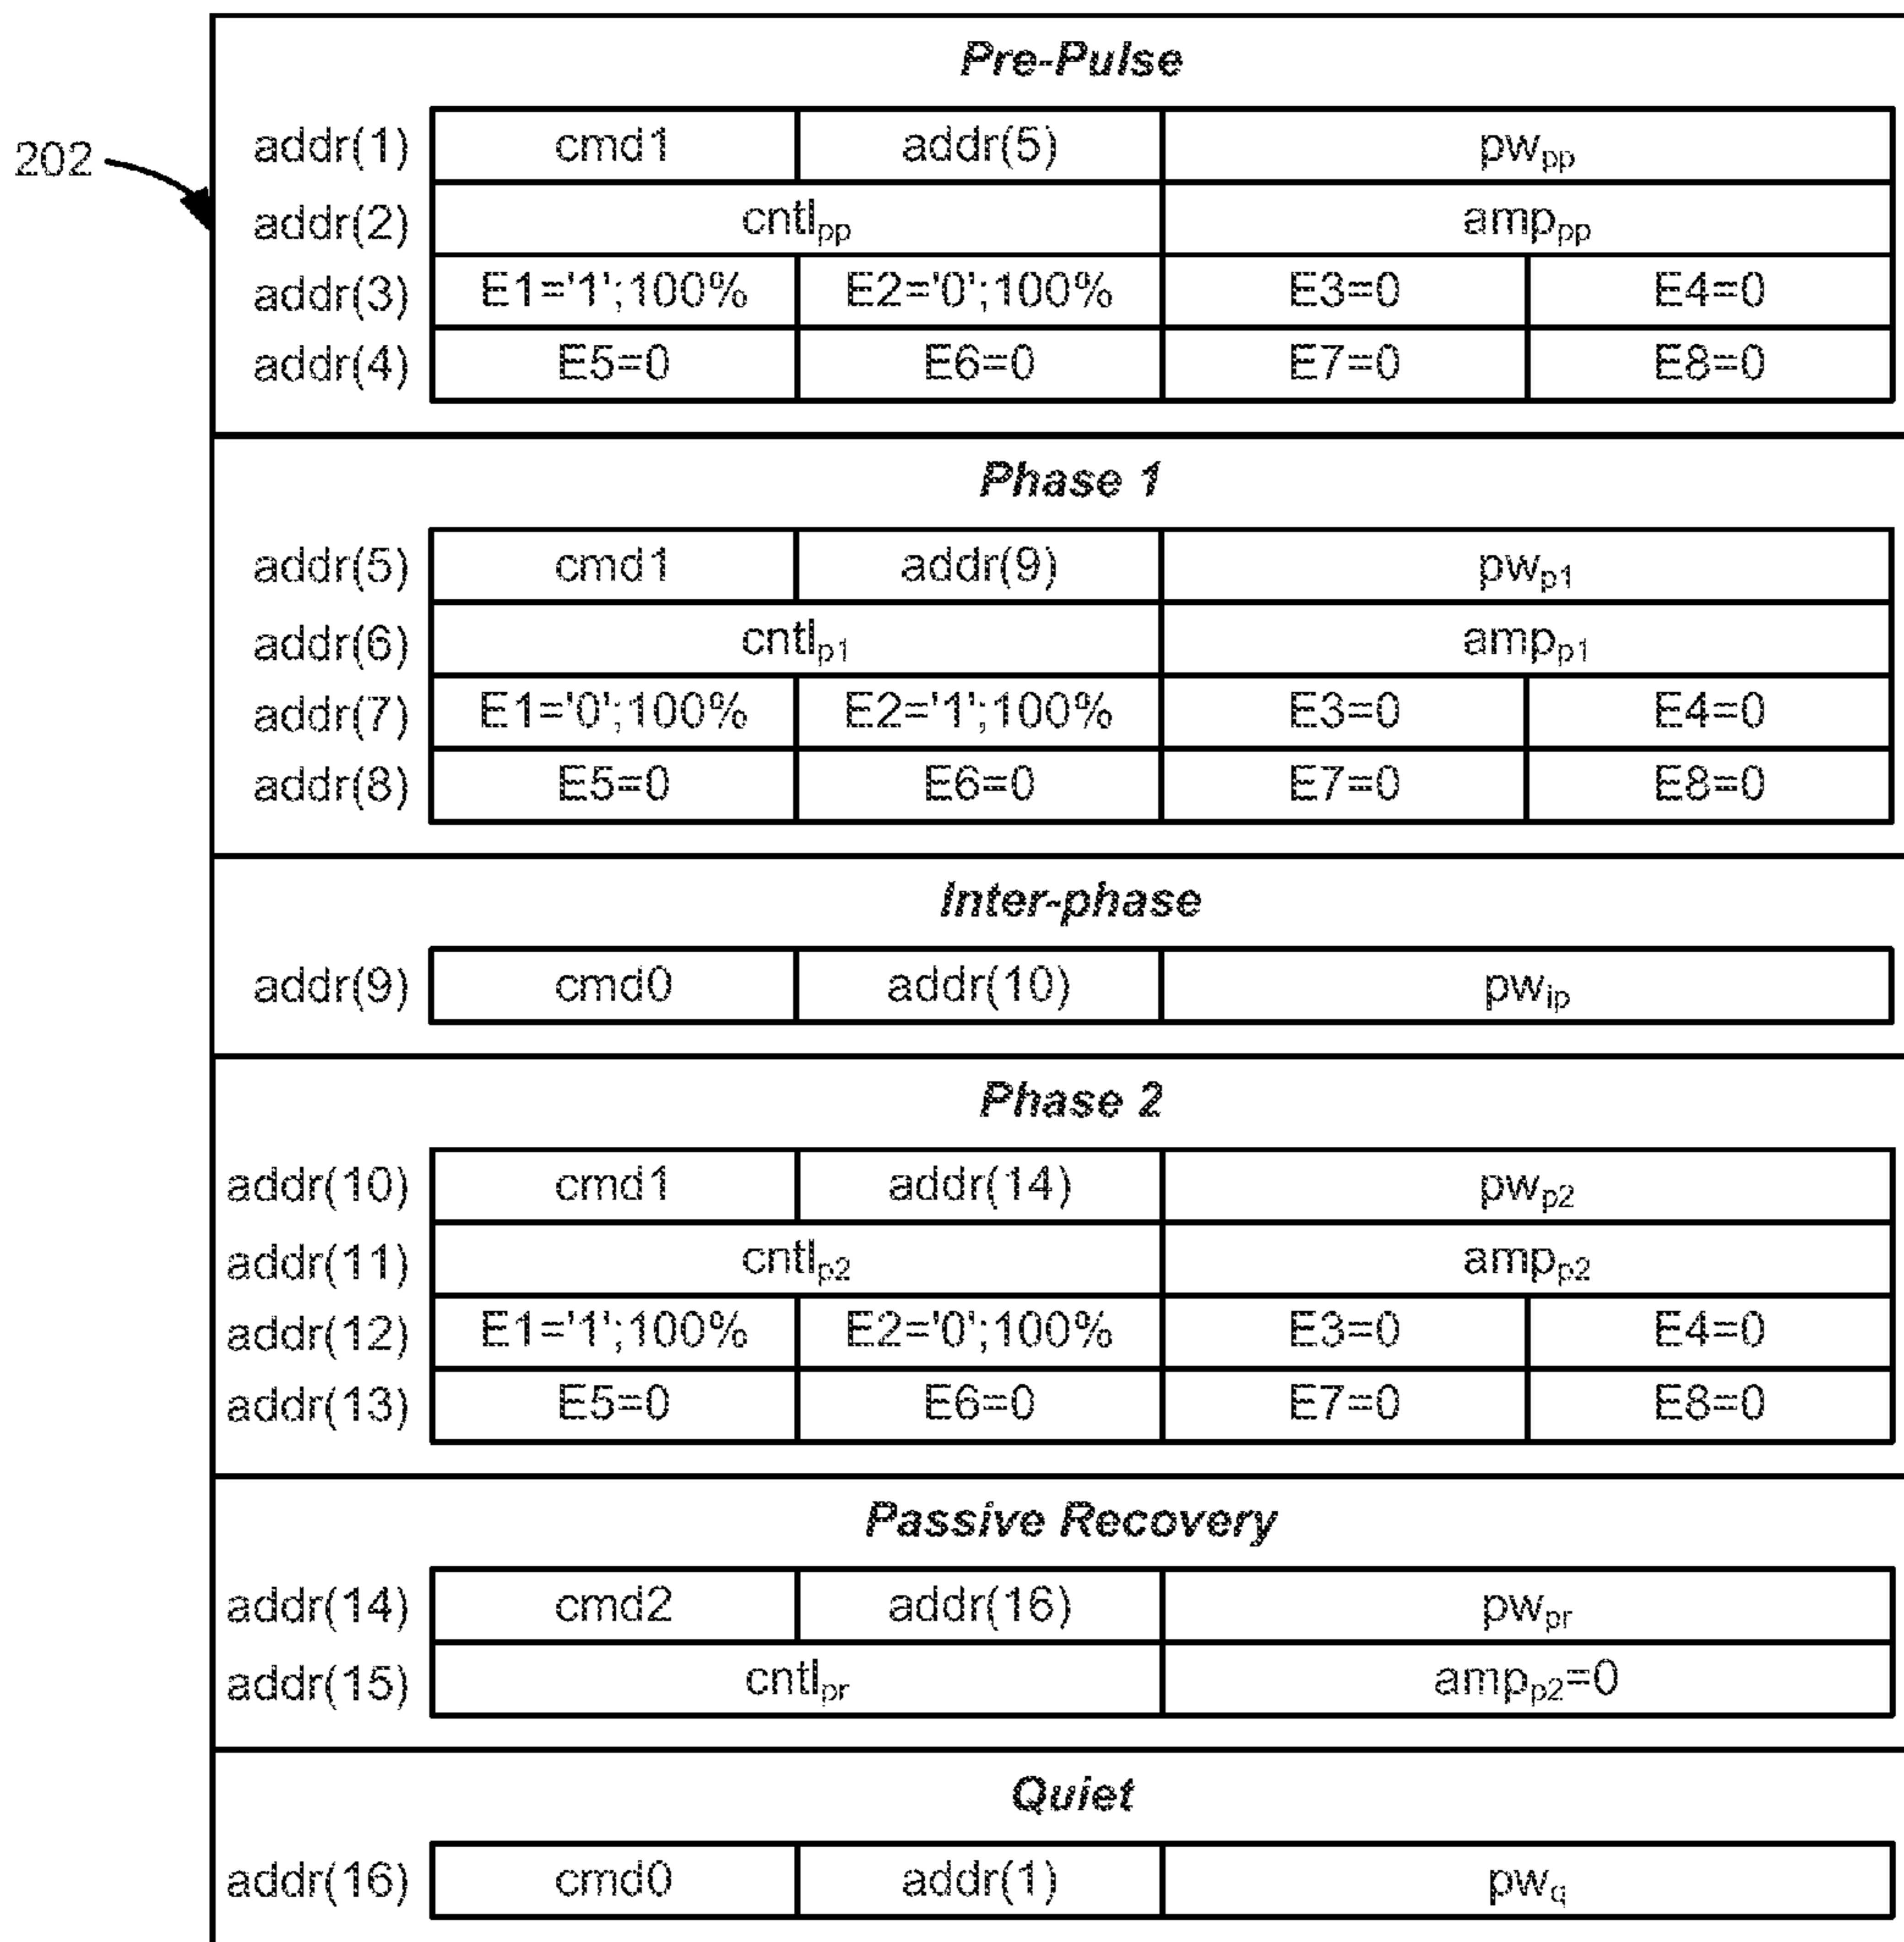 Pre-Pulse
202
addr(1) cmd1 addr(5) pwpp
addr(2) cntlpp amppp
addr(3) E1='1';100% E2='0';100% E3=0 E4=0
addr(4) E5=0 E6=0 E7=0 E8=0
Phase 1
addr(5) cmd1 addr(9) pwp1
addr(6) cntlp1 ampp1
addr(7) E1='0';100% E2='1';100% E3=0 E4=0
addr(8) E5=0 E6=0 E7=0 E8=0
Inter-phase
addr(9) cmd0 addr(10) pwip
Phase 2
addr(10) cmd1 addr(14) pwp2
addr(11) cntlp2 ampp2
addr(12) E1='1';100% E2='0';100% E3=0 E4=0
addr(13) E5=0 E6=0 E7=0 E8=0
Passive Recovery
addr(14) cmd2 addr(16) pwpr
addr(15) cntlpr ampp2=0
Quiet
addr(16) cmd0 addr(1) pwq